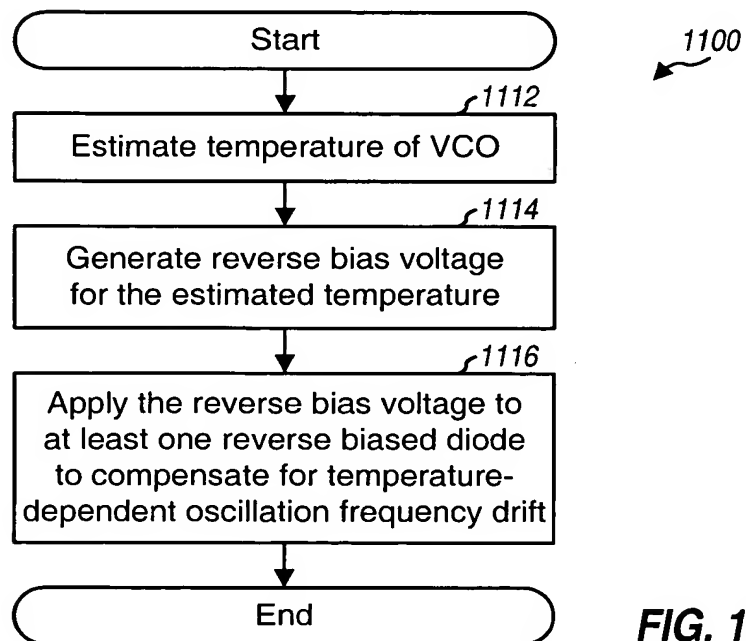 Start
1100
1112
Estimate temperature of VCO
1114
Generate reverse bias voltage
for the estimated temperature
1116
Apply the reverse bias voltage to
at least one reverse biased diode
to compensate for temperature-
dependent oscillation frequency drift
End
FIG. 1